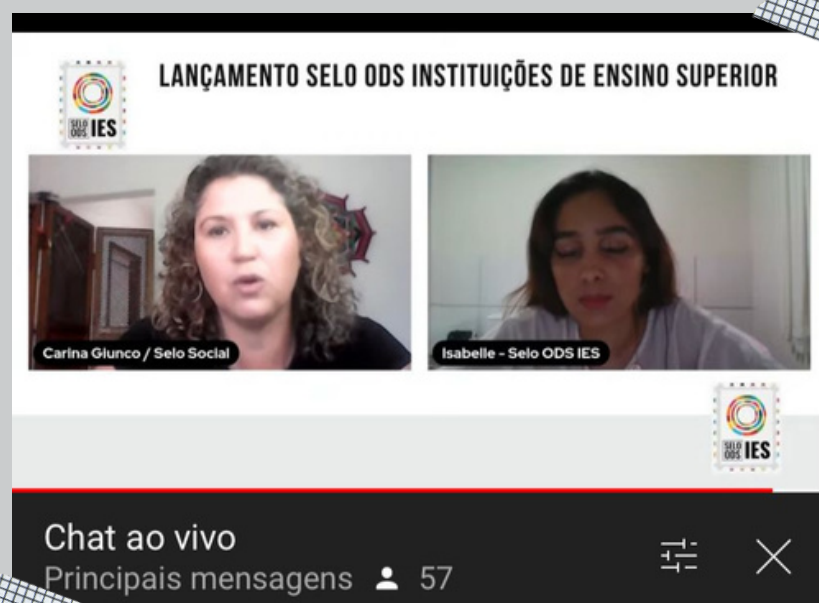 LANÇAMENTO SELO ODS INSTITUIÇÕES DE ENSINO SUPERIOR
SELO
ODS IES
Carina Giunco / Selo Social
Isabelle - Selo ODS IES
SELO
ODS IES
Chat ao vivo
Principais mensagens 57